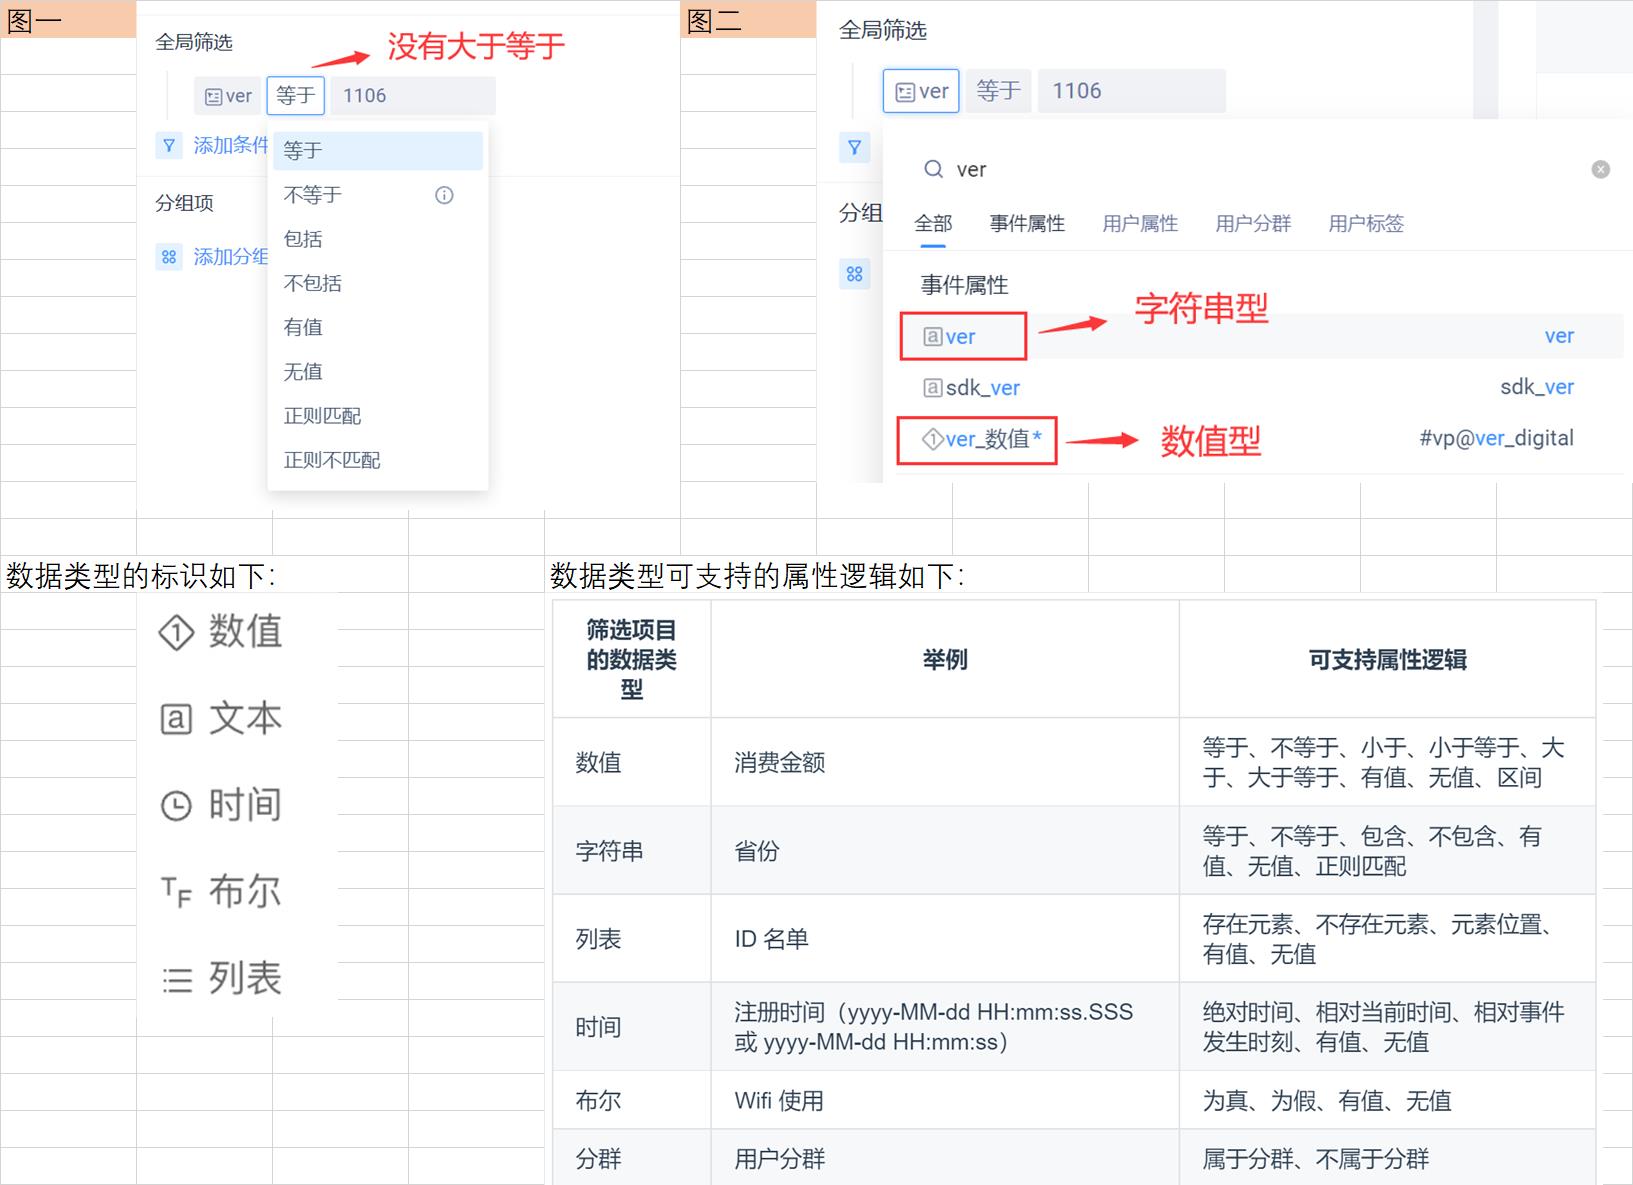 图一
全局筛选
没有大于等于
ver 等于 1106
添加条件
等于
不等于
包括
不包括
有值
无值
正则匹配
正则不匹配
分组项
添加分组
图二
全局筛选
ver 等于 1106
ver
分组
全部 事件属性 用户属性 用户分群 用户标签
事件属性
字符串型
a ver ver
a sdk_ver sdk_ver
1 ver_数值* #vp@ver_digital
数值型
数据类型的标识如下：
1 数值
a 文本
时间
TF 布尔
列表
数据类型可支持的属性逻辑如下：
筛选项目
的数据类
型
举例
可支持属性逻辑
数值
消费金额
等于、不等于、小于、小于等于、大
于、大于等于、有值、无值、区间
字符串
省份
等于、不等于、包含、不包含、有
值、无值、正则匹配
列表
ID 名单
存在元素、不存在元素、元素位置、
有值、无值
时间
注册时间（yyyy-MM-dd HH:mm:ss.SSS
或 yyyy-MM-dd HH:mm:ss）
绝对时间、相对当前时间、相对事件
发生时刻、有值、无值
布尔
Wifi 使用
为真、为假、有值、无值
分群
用户分群
属于分群、不属于分群